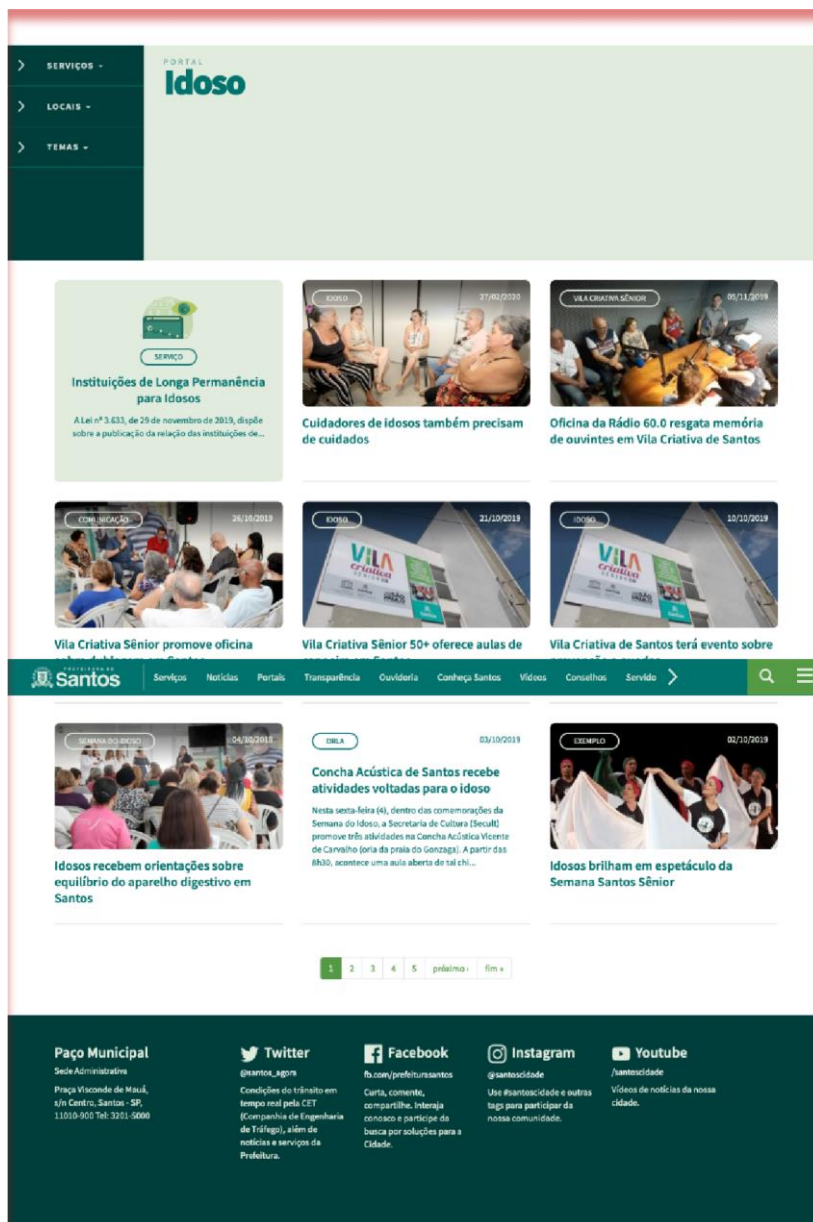 SERVIÇOS
LOCAIS
TEMAS
PORTAL
Idoso
SERVIÇO
Instituições de Longa Permanência
para Idosos
A Lei nº 3.633, de 29 de novembro de 2019, dispõe
sobre a publicação da relação das instituições de...
IDOSO 27/02/2020
Cuidadores de idosos também precisam
de cuidados
VILA CRIATIVA SÊNIOR 05/11/2019
Oficina da Rádio 60.0 resgata memória
de ouvintes em Vila Criativa de Santos
COMUNICAÇÃO 26/10/2019
Vila Criativa Sênior promove oficina
IDOSO 21/10/2019
VILA
criativa
SÊNIOR
Vila Criativa Sênior 50+ oferece aulas de
IDOSO 10/10/2019
VILA
criativa
SÊNIOR
Vila Criativa de Santos terá evento sobre
PREFEITURA DE
Santos
Serviços Notícias Portais Transparência Ouvidoria Conheça Santos Vídeos Conselhos Servido
SEMANA DO IDOSO 04/10/2019
Idosos recebem orientações sobre
equilíbrio do aparelho digestivo em
Santos
ORLA 03/10/2019
Concha Acústica de Santos recebe
atividades voltadas para o idoso
Nesta sexta-feira (4), dentro das comemorações da
Semana do Idoso, a Secretaria de Cultura (Secult)
promove três atividades na Concha Acústica Vicente
de Carvalho (orla da praia do Gonzaga). A partir das
8h30, acontece uma aula aberta de tai chi...
EXEMPLO 02/10/2019
Idosos brilham em espetáculo da
Semana Santos Sênior
1 2 3 4 5 próximo › fim »
Paço Municipal
Sede Administrativa
Praça Visconde de Mauá,
s/n Centro, Santos - SP,
11010-900 Tel: 3201-5000
Twitter
@santos_agora
Condições do trânsito em
tempo real pela CET
(Companhia de Engenharia
de Tráfego), além de
notícias e serviços da
Prefeitura.
Facebook
fb.com/prefeiturasantos
Curta, comente,
compartilhe. Interaja
conosco e participe da
busca por soluções para a
Cidade.
Instagram
@santoscidade
Use #santoscidade e outras
tags para participar da
nossa comunidade.
Youtube
/santoscidade
Vídeos de notícias da nossa
cidade.